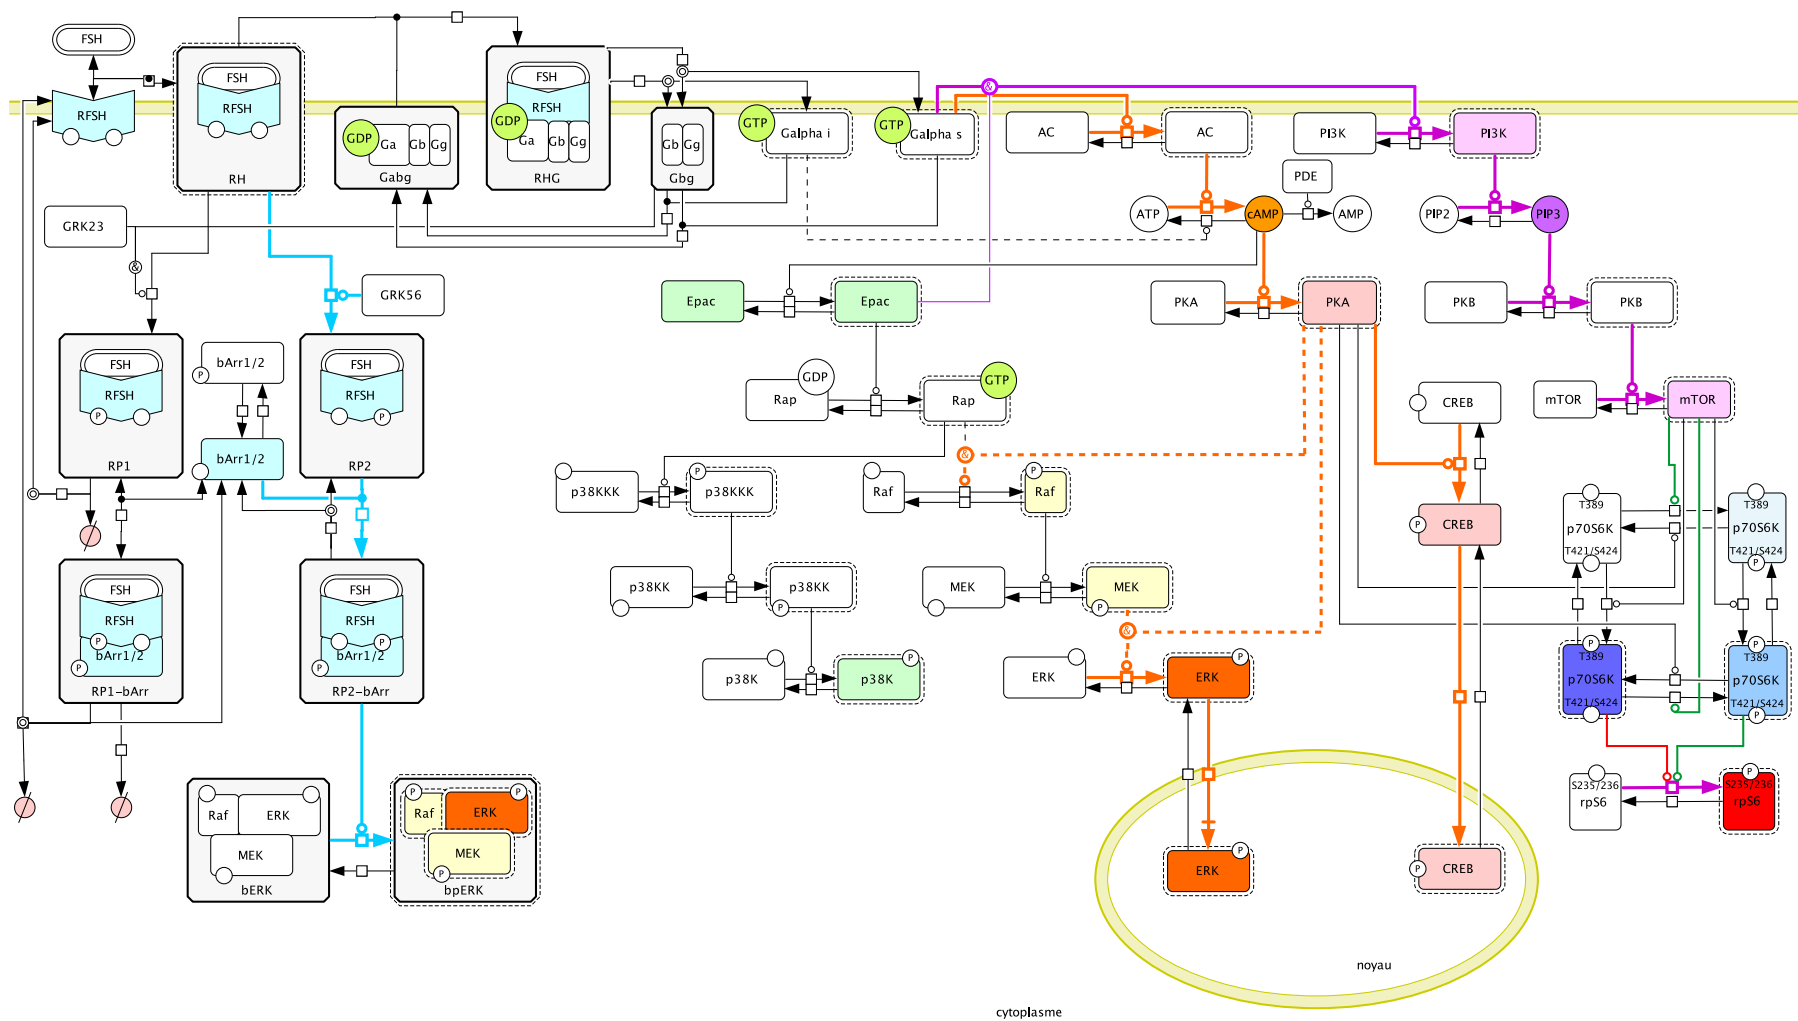 FSH
RFSH
FSH
RFSH
RH
GDP
Ga
Gb
Gg
Gabg
FSH
RFSH
GDP
Ga
Gb
Gg
RHG
Gb
Gg
Gbg
GTP
Galpha i
GTP
Galpha s
&
AC
AC
PI3K
PI3K
PDE
ATP
cAMP
AMP
PIP2
PIP3
GRK23
&
GRK56
Epac
Epac
PKA
PKA
PKB
PKB
FSH
RFSH
P
RP1
bArr1/2
P
bArr1/2
FSH
RFSH
P
RP2
GDP
Rap
GTP
Rap
CREB
mTOR
mTOR
&
p38KKK
P
p38KKK
Raf
P
Raf
P
CREB
T389
p70S6K
T421/S424
T389
p70S6K
T421/S424
P
FSH
RFSH
P
bArr1/2
P
RP1-bArr
FSH
RFSH
P
bArr1/2
P
RP2-bArr
p38KK
p38KK
P
MEK
MEK
P
&
p38K
P
p38K
ERK
P
ERK
P
T389
p70S6K
T421/S424
P
T389
p70S6K
T421/S424
P
Raf
ERK
MEK
bERK
P
Raf
P
ERK
MEK
P
bpERK
S235/236
rpS6
P
S235/236
rpS6
P
ERK
P
CREB
noyau
cytoplasme